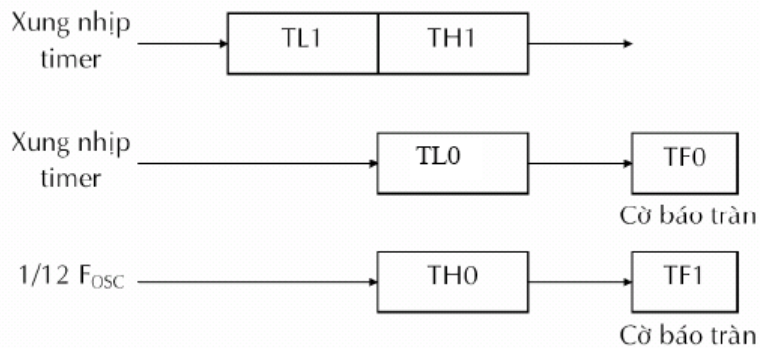 Xung nhịp
timer
TL1
TH1
Xung nhịp
timer
TL0
TF0
Cờ báo tràn
1/12 FOSC
TH0
TF1
Cờ báo tràn